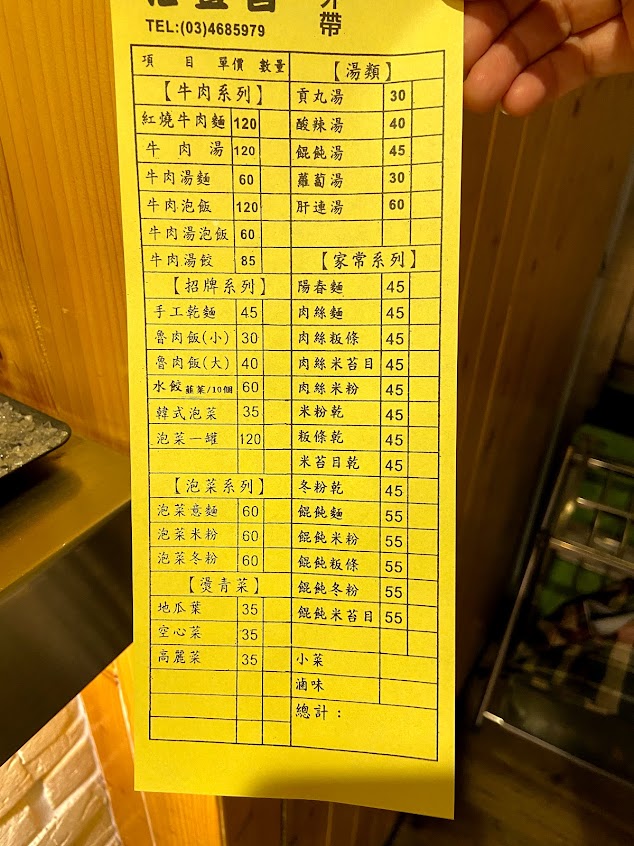 外帶
TEL:(03)4685979
項 目 單價 數量
【牛肉系列】
紅燒牛肉麵 120
牛肉湯 120
牛肉湯麵 60
牛肉泡飯 120
牛肉湯泡飯 60
牛肉湯餃 85
【招牌系列】
手工乾麵 45
魯肉飯(小) 30
魯肉飯(大) 40
水餃 韮菜/10個 60
韓式泡菜 35
泡菜一罐 120
【泡菜系列】
泡菜意麵 60
泡菜米粉 60
泡菜冬粉 60
【燙青菜】
地瓜葉 35
空心菜 35
高麗菜 35
【湯類】
貢丸湯 30
酸辣湯 40
餛飩湯 45
蘿蔔湯 30
肝連湯 60
【家常系列】
陽春麵 45
肉絲麵 45
肉絲粄條 45
肉絲米苔目 45
肉絲米粉 45
米粉乾 45
粄條乾 45
米苔目乾 45
冬粉乾 45
餛飩麵 55
餛飩米粉 55
餛飩粄條 55
餛飩冬粉 55
餛飩米苔目 55
小菜
滷味
總計：